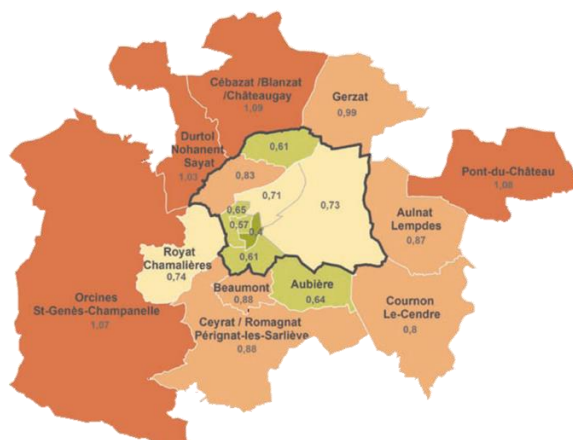 Cébazat /Blanzat
/Châteaugay
1,09
Gerzat
0,99
Durtol
Nohanent
Sayat
1,03
0,61
0,83
Pont-du-Château
1,08
0,71
0,73
0,65
0,57
Aulnat
Lempdes
0,87
0,61
Royat
Chamalières
0,74
Beaumont
0,88
Aubière
0,64
Orcines
St-Genès-Champanelle
1,07
Cournon
Le-Cendre
0,8
Ceyrat / Romagnat
Pérignat-les-Sarliève
0,88